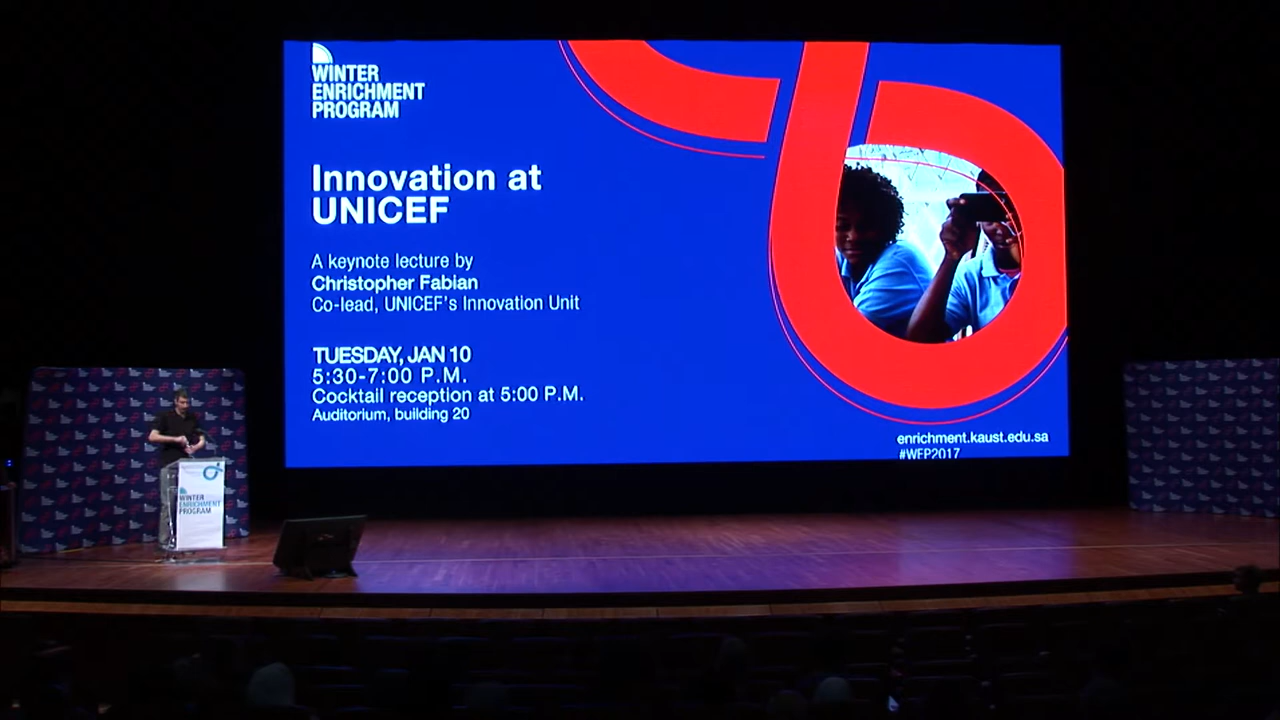 WINTER
ENRICHMENT
PROGRAM
Innovation at
UNICEF
A keynote lecture by
Christopher Fabian
Co-lead, UNICEF's Innovation Unit
TUESDAY, JAN 10
5:30-7:00 P.M.
Cocktail reception at 5:00 P.M.
Auditorium, building 20
enrichment.kaust.edu.sa
#WEP2017
WINTER
ENRICHMENT
PROGRAM